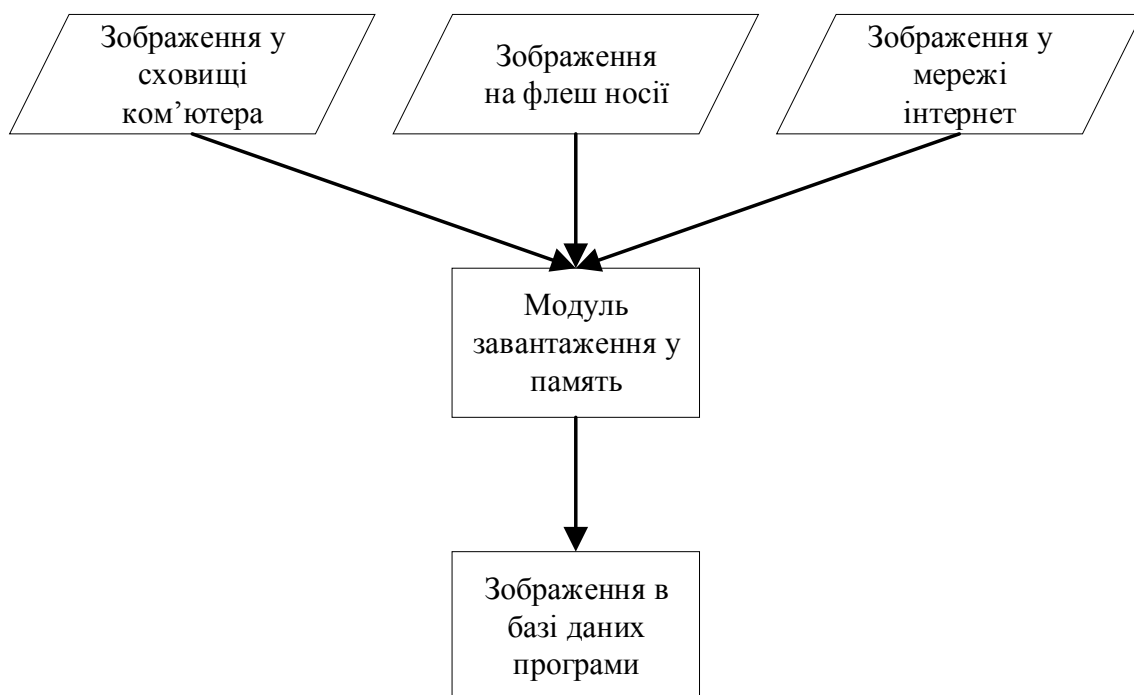 Зображення у
сховищі
ком’ютера
Зображення
на флеш носії
Зображення у
мережі
інтернет
Модуль
завантаження у
память
Зображення в
базі даних
програми